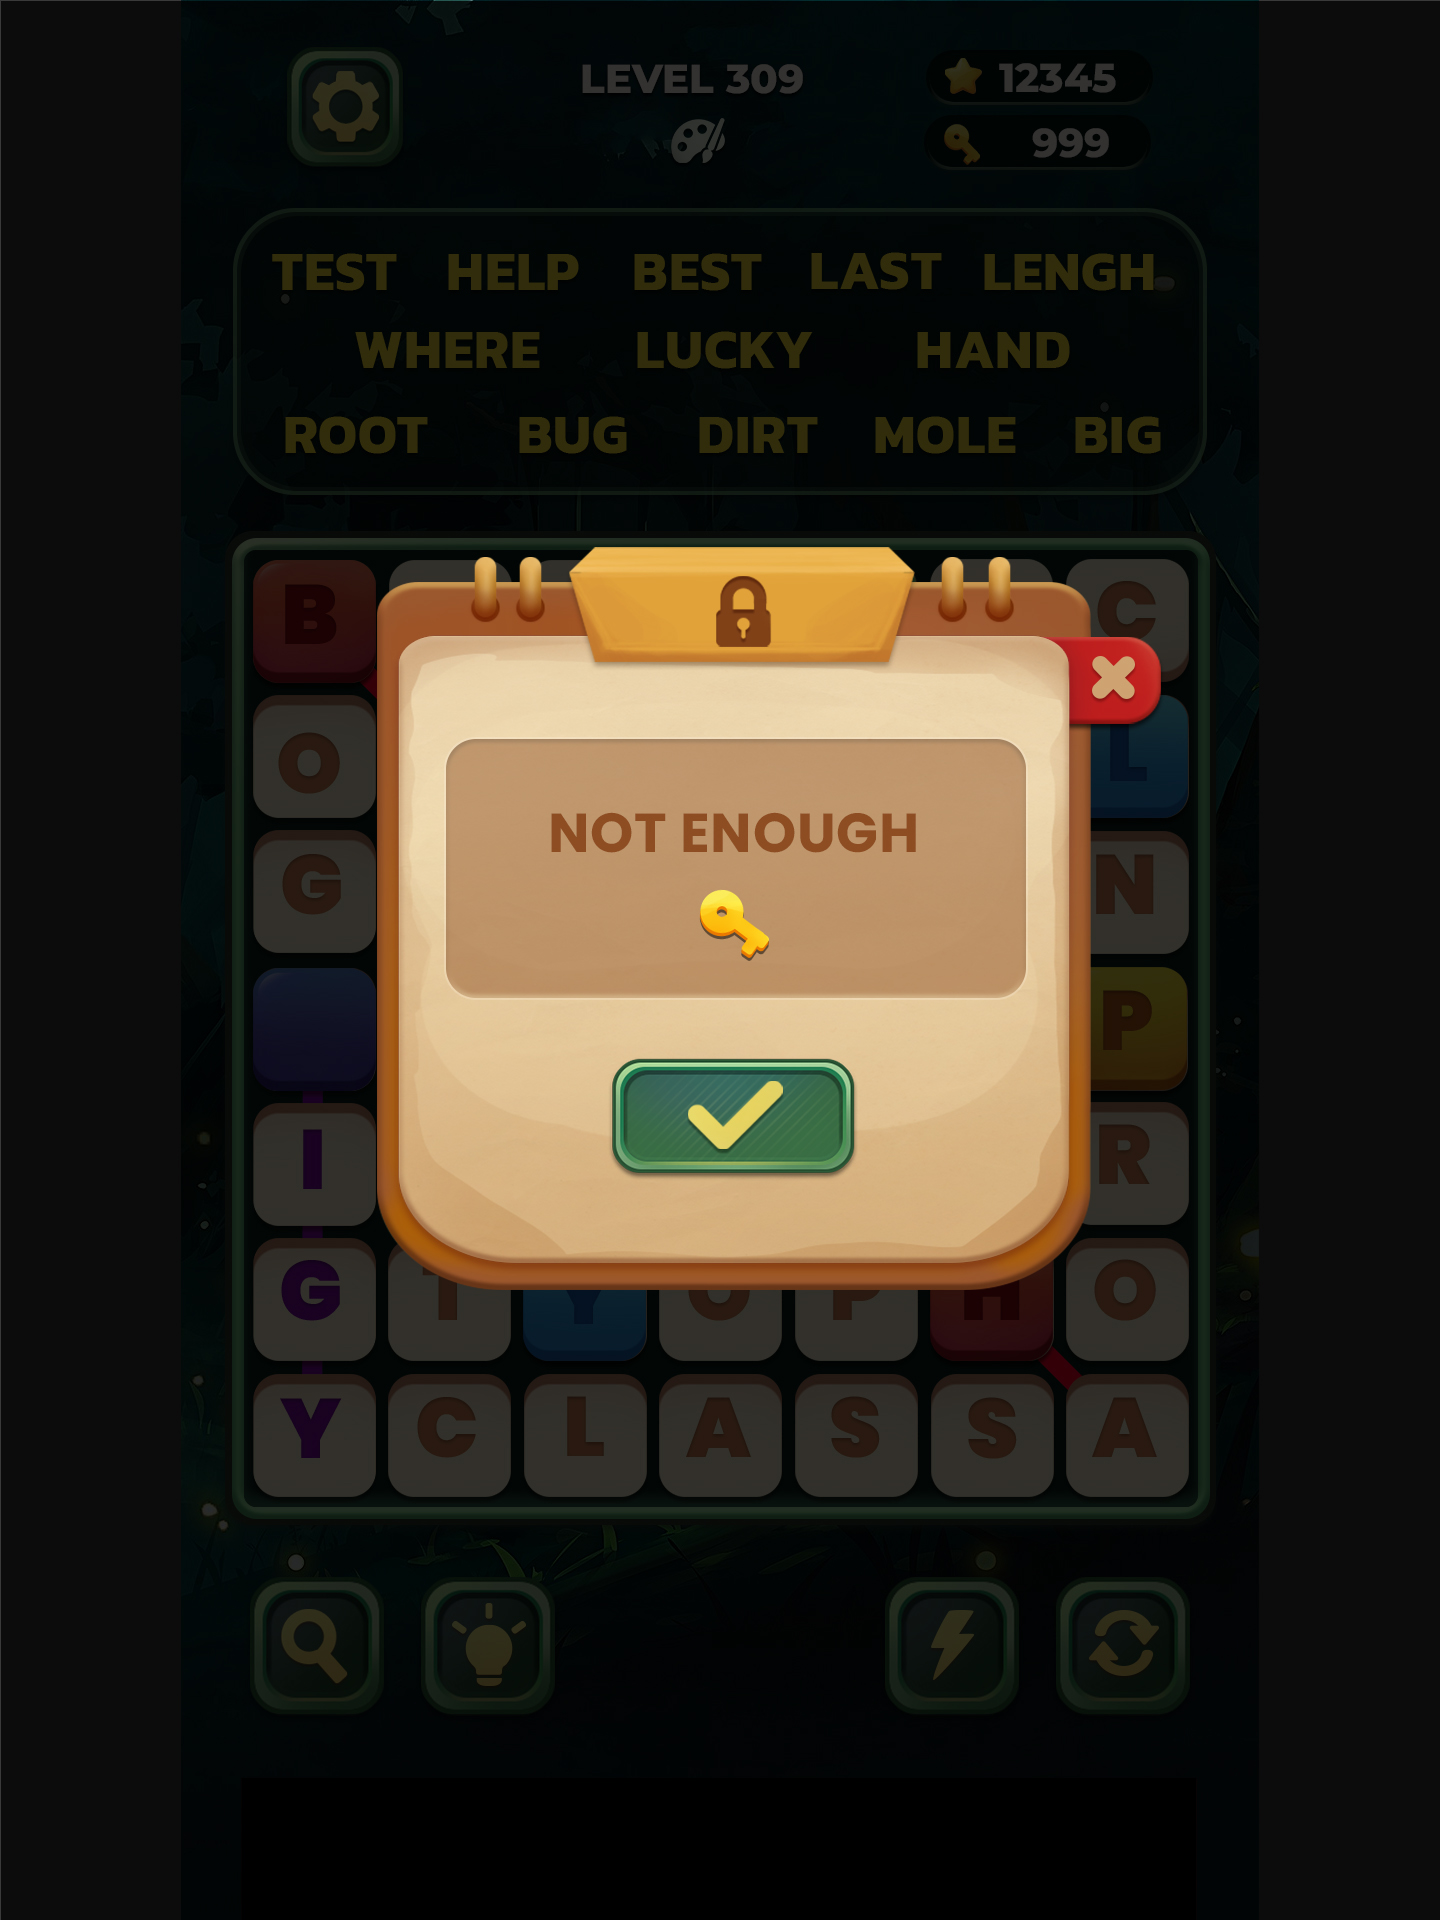 LEVEL 309
12345
999
TEST HELP BEST LAST LENGH
WHERE LUCKY HAND
ROOT BUG DIRT MOLE BIG
B C
O L
G N
NOT ENOUGH
P
I R
G T Y O P H O
Y C L A S S A